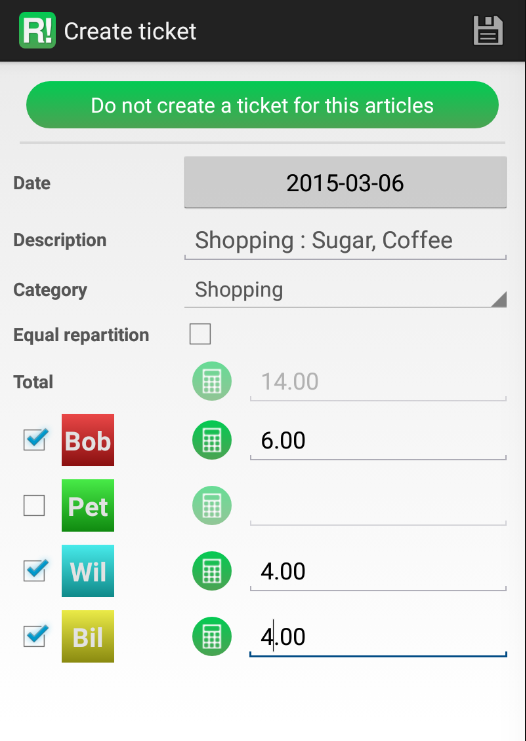 R! Create ticket
Do not create a ticket for this articles
Date 2015-03-06
Description Shopping : Sugar, Coffee
Category Shopping
Equal repartition
Total 14.00
Bob 6.00
Pet
Wil 4.00
Bil 4.00